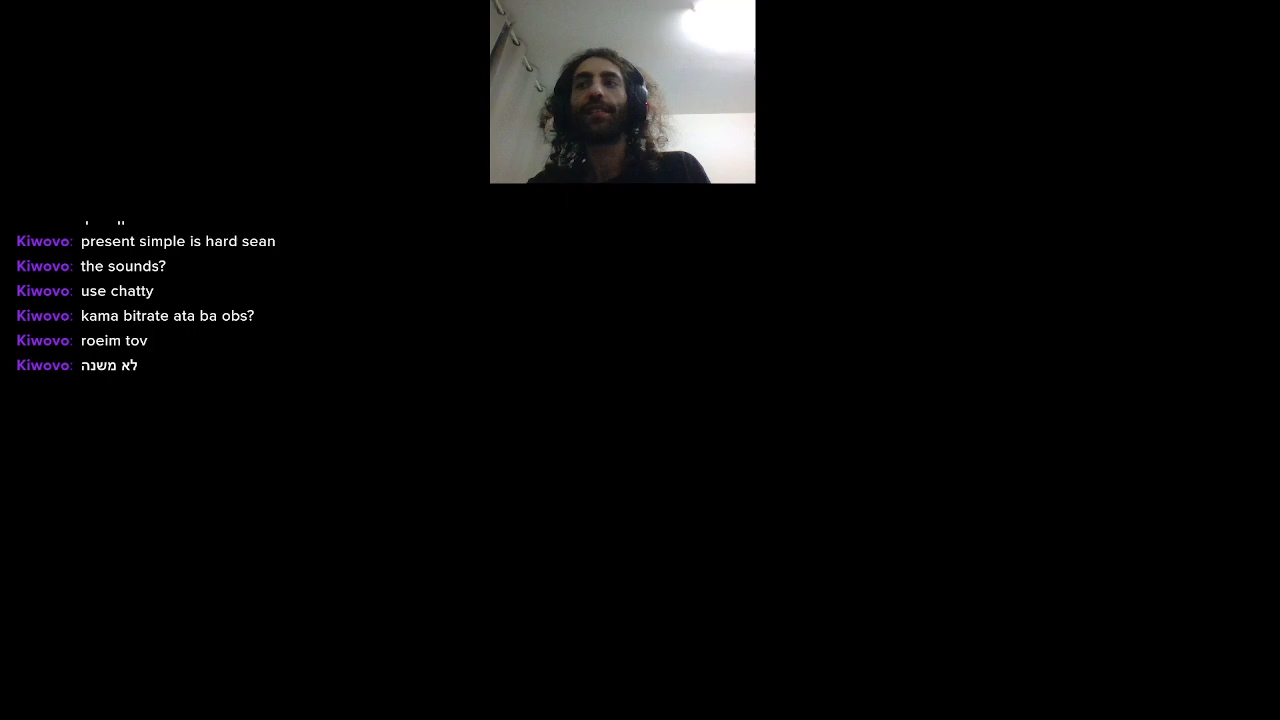 Kiwovo: present simple is hard sean
Kiwovo: the sounds?
Kiwovo: use chatty
Kiwovo: kama bitrate ata ba obs?
Kiwovo: roeim tov
Kiwovo: לא משנה